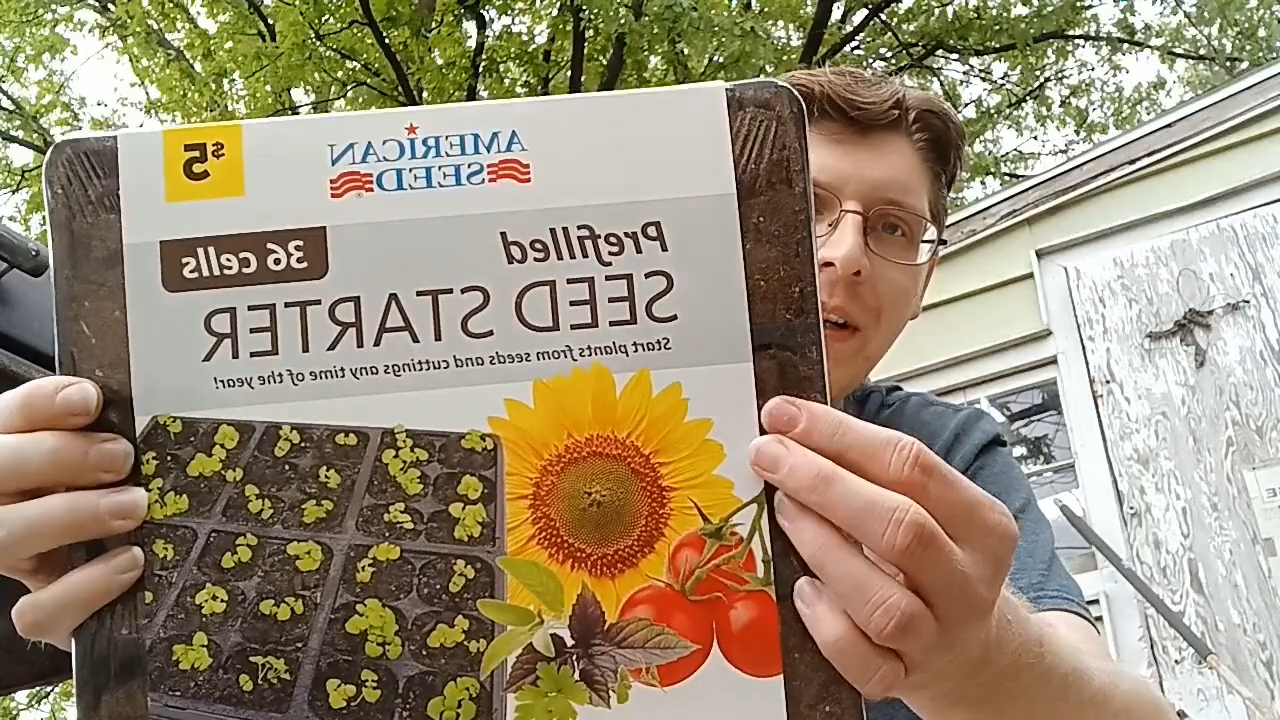 AMERICAN
SEED®
$5
Prefilled
36 cells
SEED STARTER
Start plants from seeds and cuttings any time of the year!